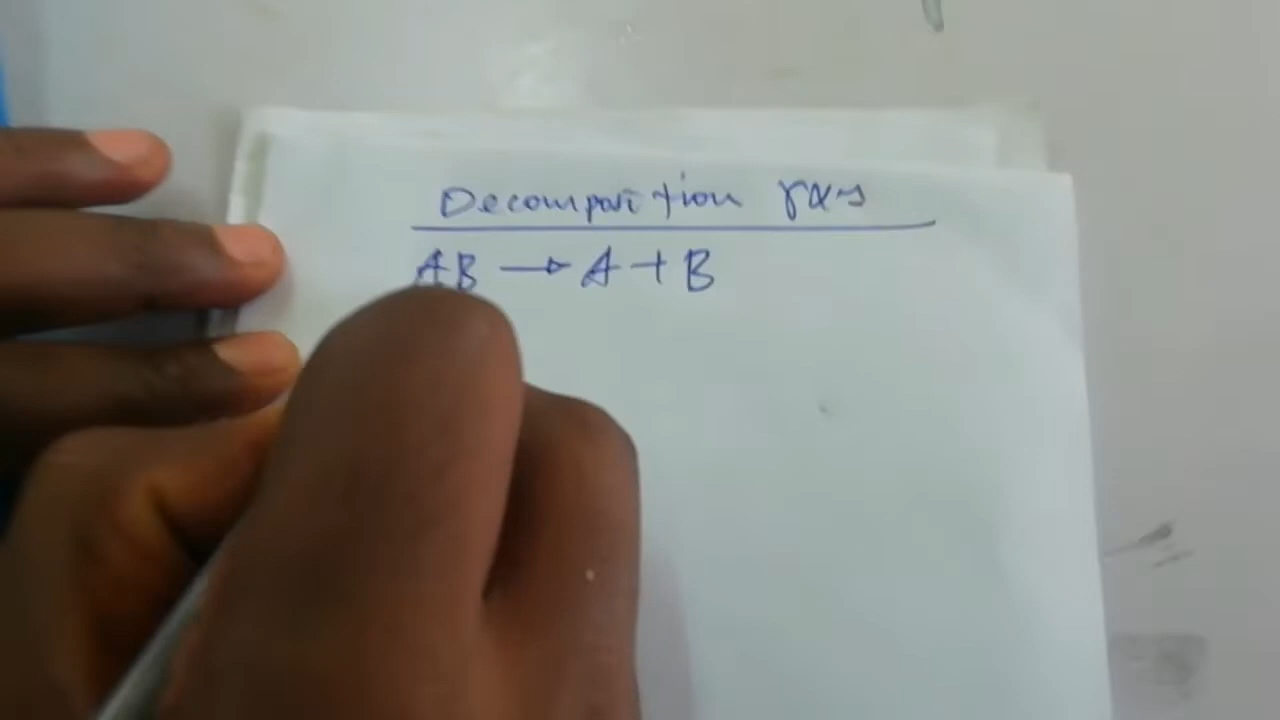 Decomposition rxns
AB → A + B